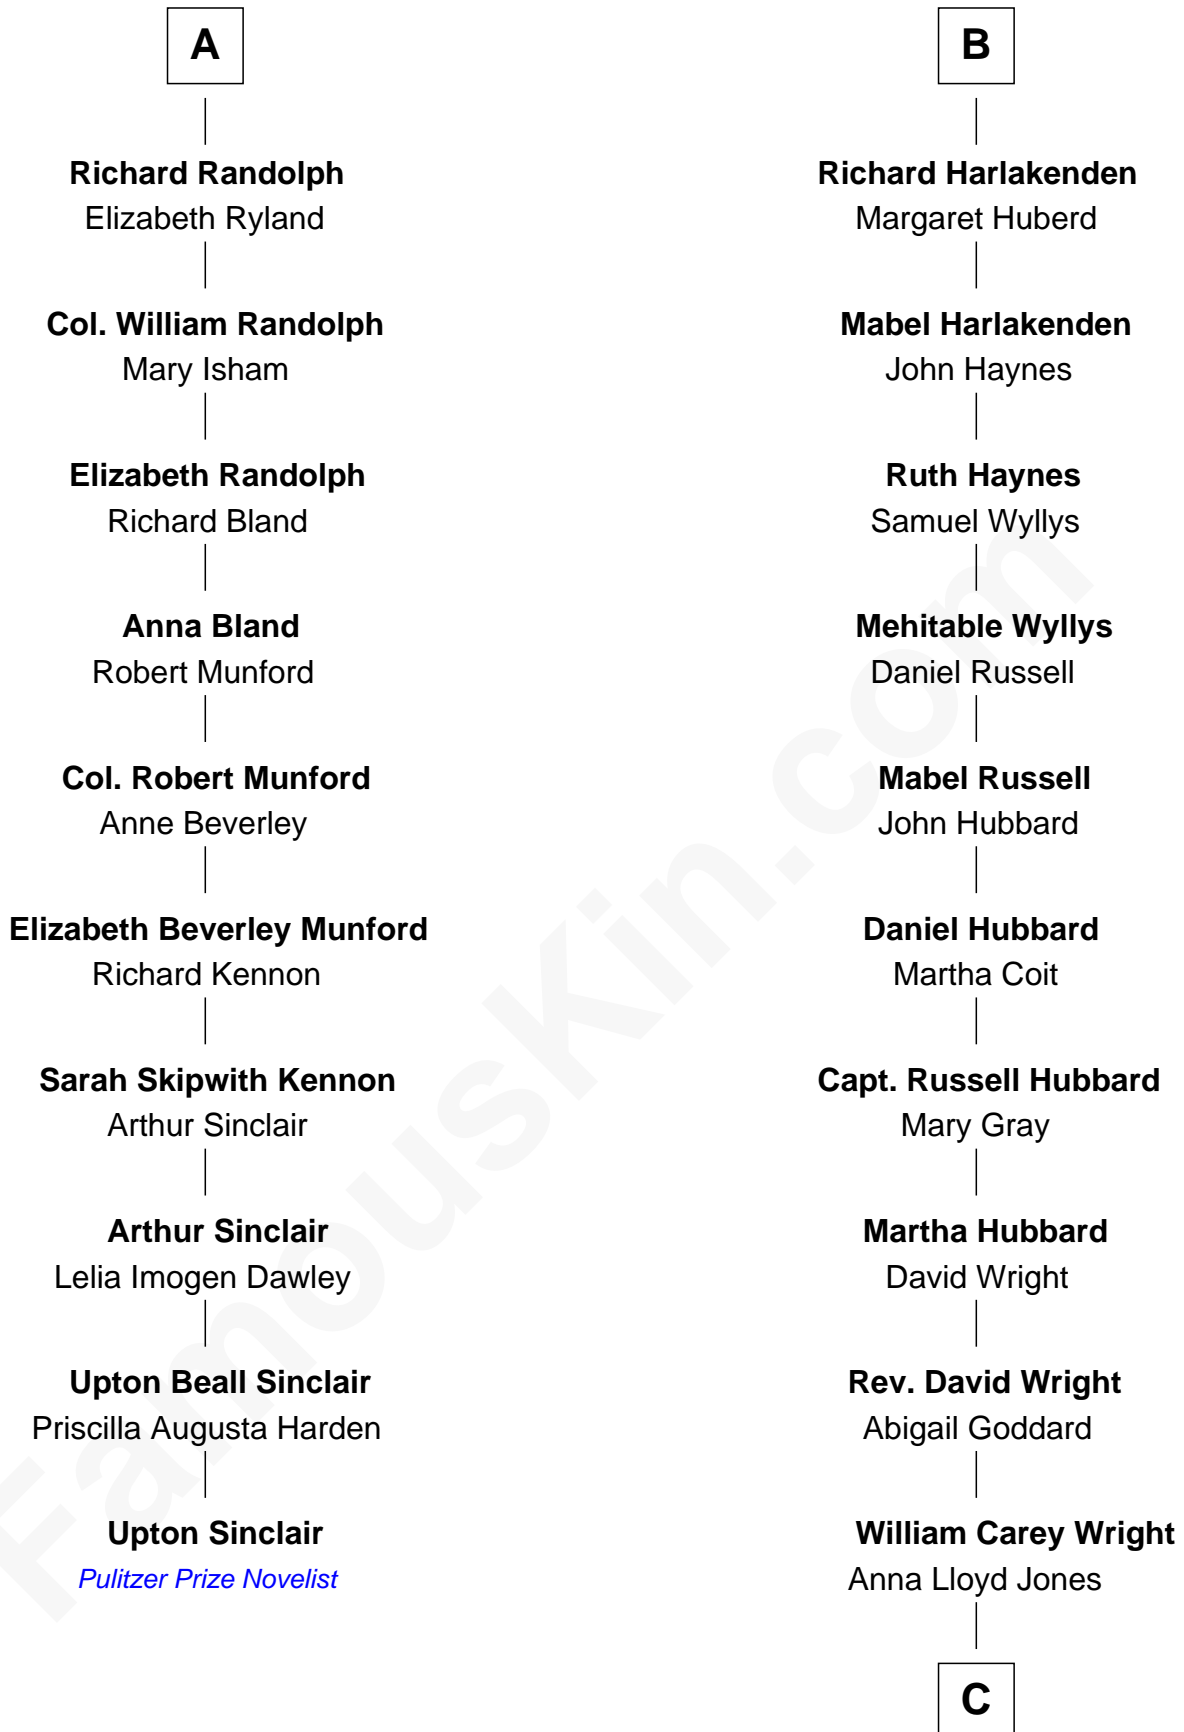 A
Richard Randolph
Elizabeth Ryland
Col. William Randolph
Mary Isham
Elizabeth Randolph
Richard Bland
Anna Bland
Robert Munford
Col. Robert Munford
Anne Beverley
Elizabeth Beverley Munford
Richard Kennon
Sarah Skipwith Kennon
Arthur Sinclair
Arthur Sinclair
Lelia Imogen Dawley
Upton Beall Sinclair
Priscilla Augusta Harden
Upton Sinclair
Pulitzer Prize Novelist
B
Richard Harlakenden
Margaret Huberd
Mabel Harlakenden
John Haynes
Ruth Haynes
Samuel Wyllys
Mehitable Wyllys
Daniel Russell
Mabel Russell
John Hubbard
Daniel Hubbard
Martha Coit
Capt. Russell Hubbard
Mary Gray
Martha Hubbard
David Wright
Rev. David Wright
Abigail Goddard
William Carey Wright
Anna Lloyd Jones
C
FamousKin.com